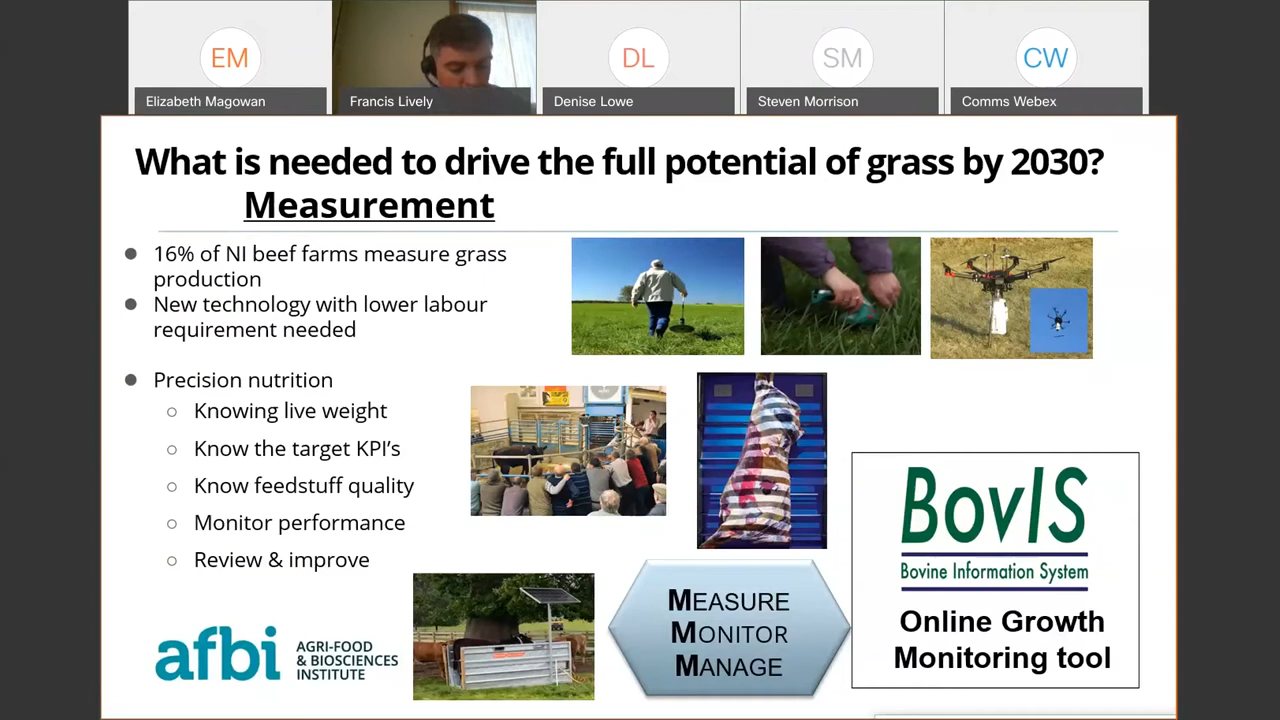 EM
DL
SM
CW
Elizabeth Magowan
Francis Lively
Denise Lowe
Steven Morrison
Comms Webex
What is needed to drive the full potential of grass by 2030?
Measurement
16% of NI beef farms measure grass
production
New technology with lower labour
requirement needed
Precision nutrition
Knowing live weight
Know the target KPI's
Know feedstuff quality
Monitor performance
Review & improve
afbi
AGRI-FOOD
& BIOSCIENCES
INSTITUTE
MEASURE
MONITOR
MANAGE
BovIS
Bovine Information System
Online Growth
Monitoring tool